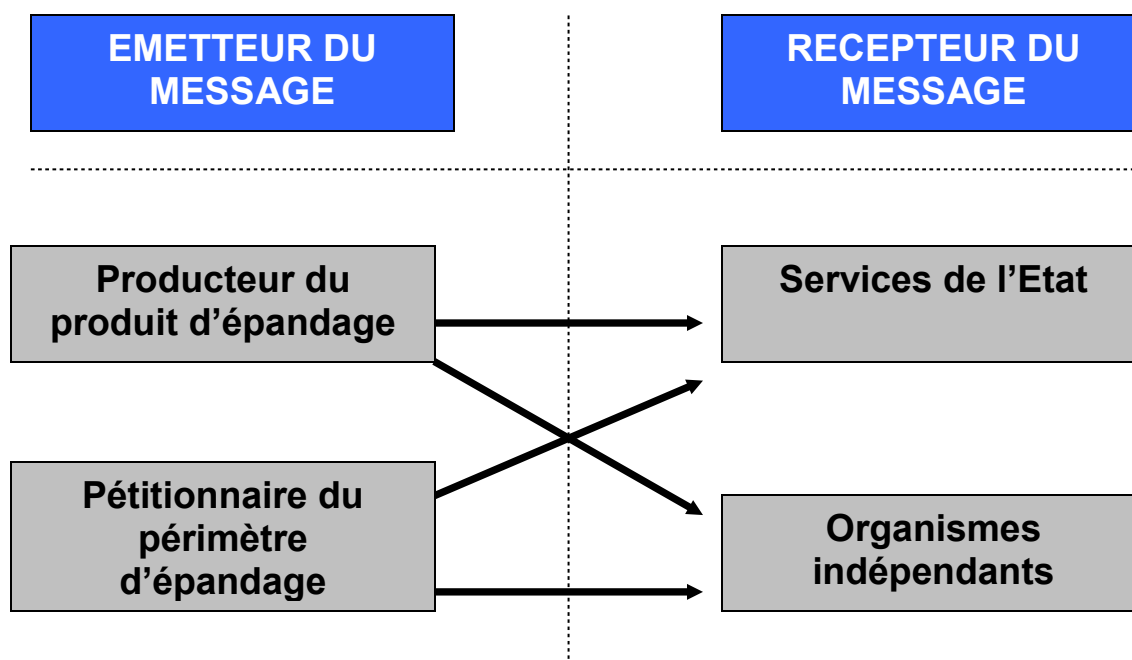 EMETTEUR DU
MESSAGE
RECEPTEUR DU
MESSAGE
Producteur du
produit d’épandage
Services de l’Etat
Pétitionnaire du
périmètre
d’épandage
Organismes
indépendants